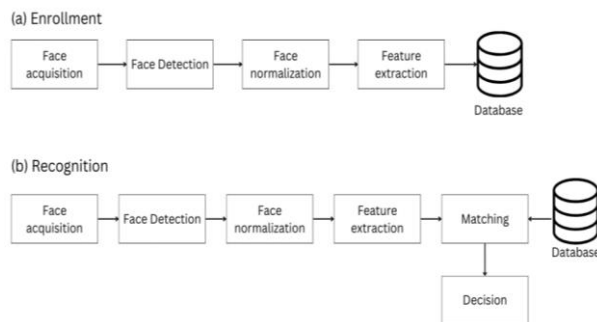 (a) Enrollment
Face
acquisition
Face Detection
Face
normalization
Feature
extraction
Database
(b) Recognition
Face
acquisition
Face Detection
Face
normalization
Feature
extraction
Matching
Database
Decision